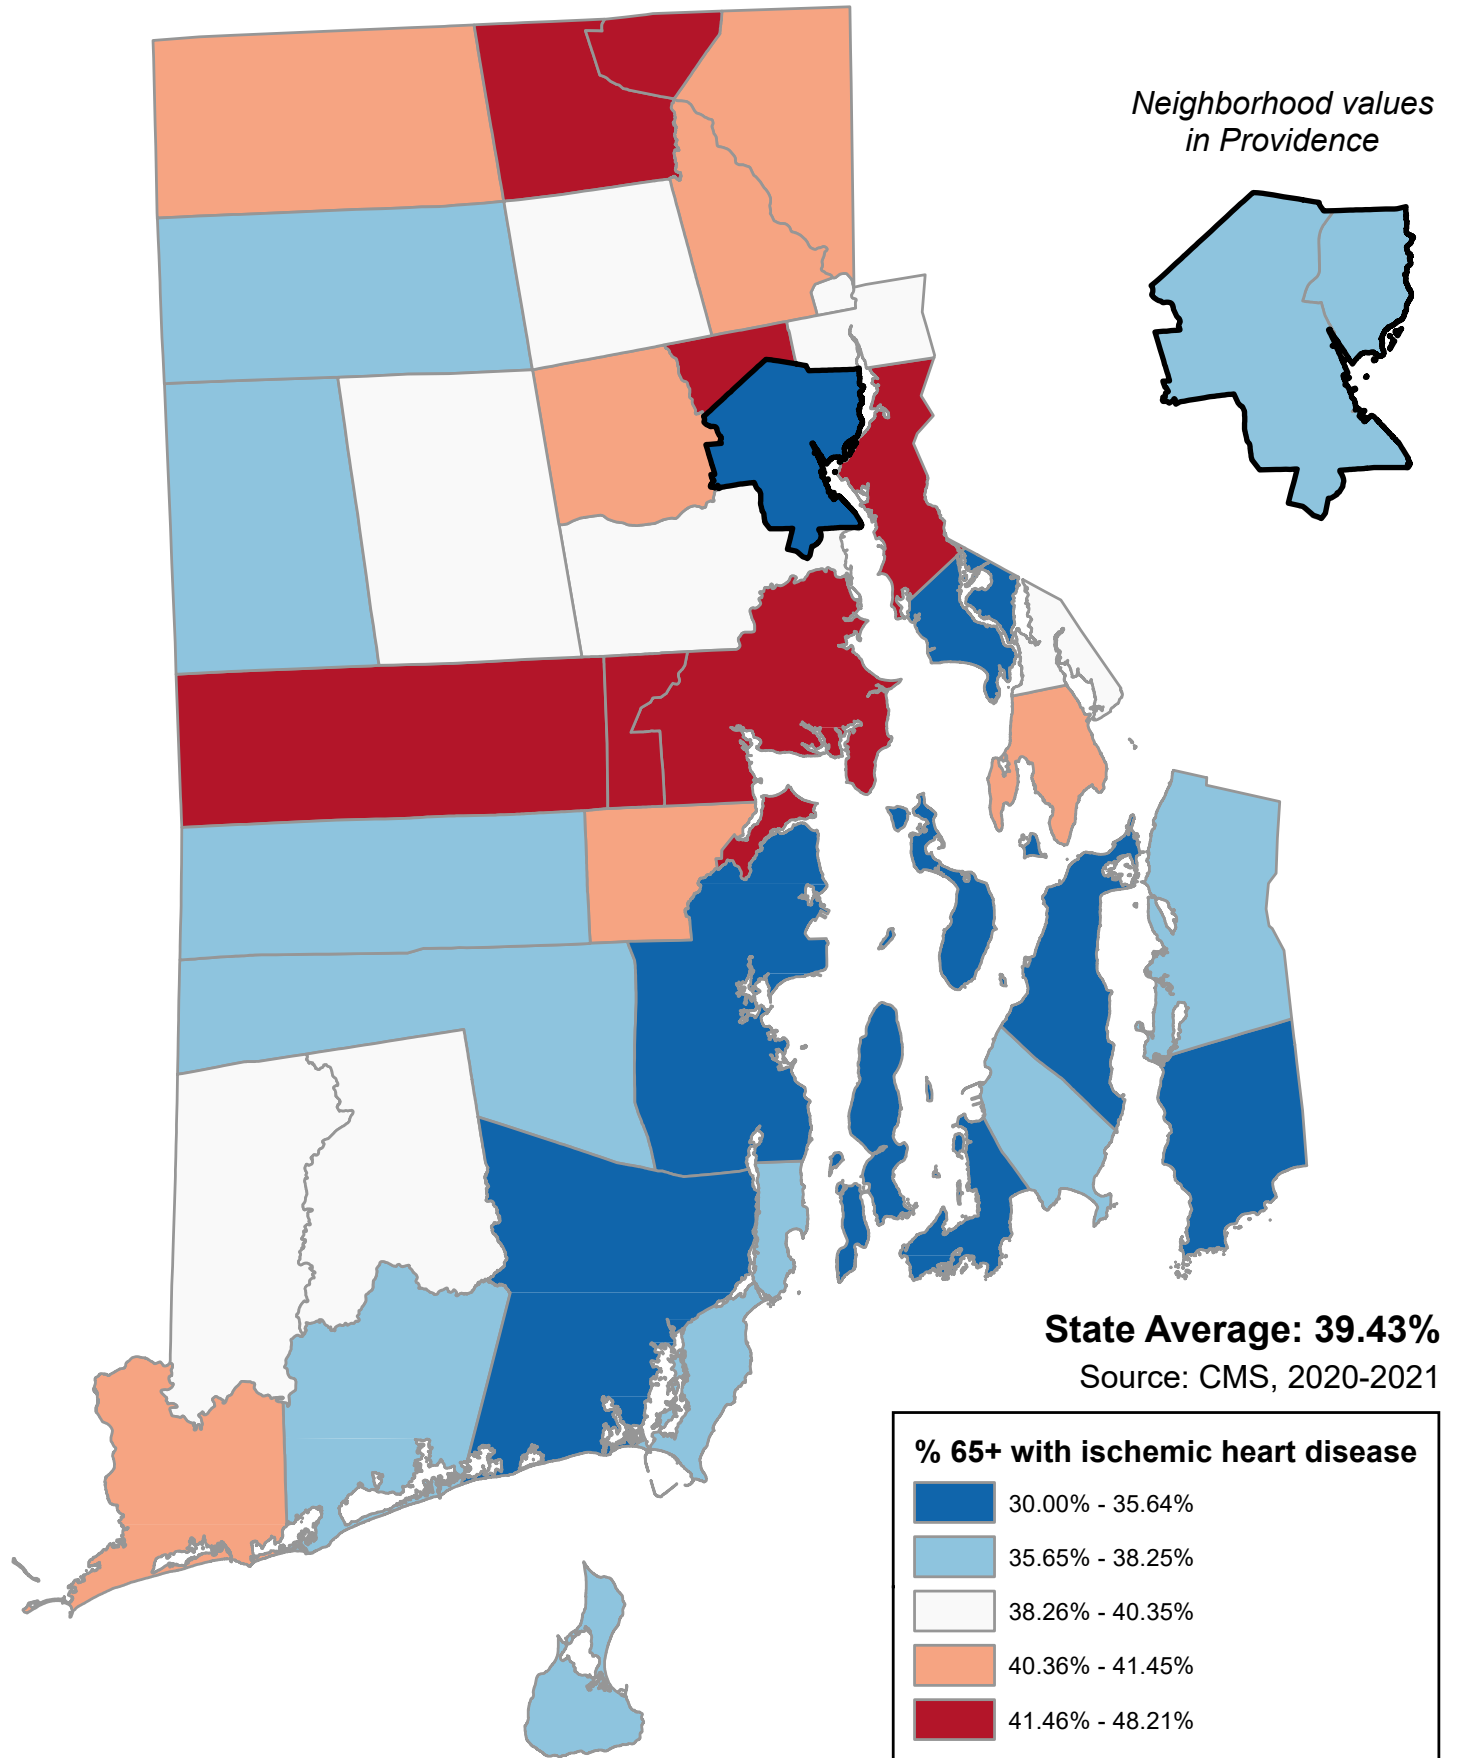 Neighborhood values
in Providence
State Average: 39.43%
Source: CMS, 2020-2021
% 65+ with ischemic heart disease
30.00% - 35.64%
35.65% - 38.25%
38.26% - 40.35%
40.36% - 41.45%
41.46% - 48.21%